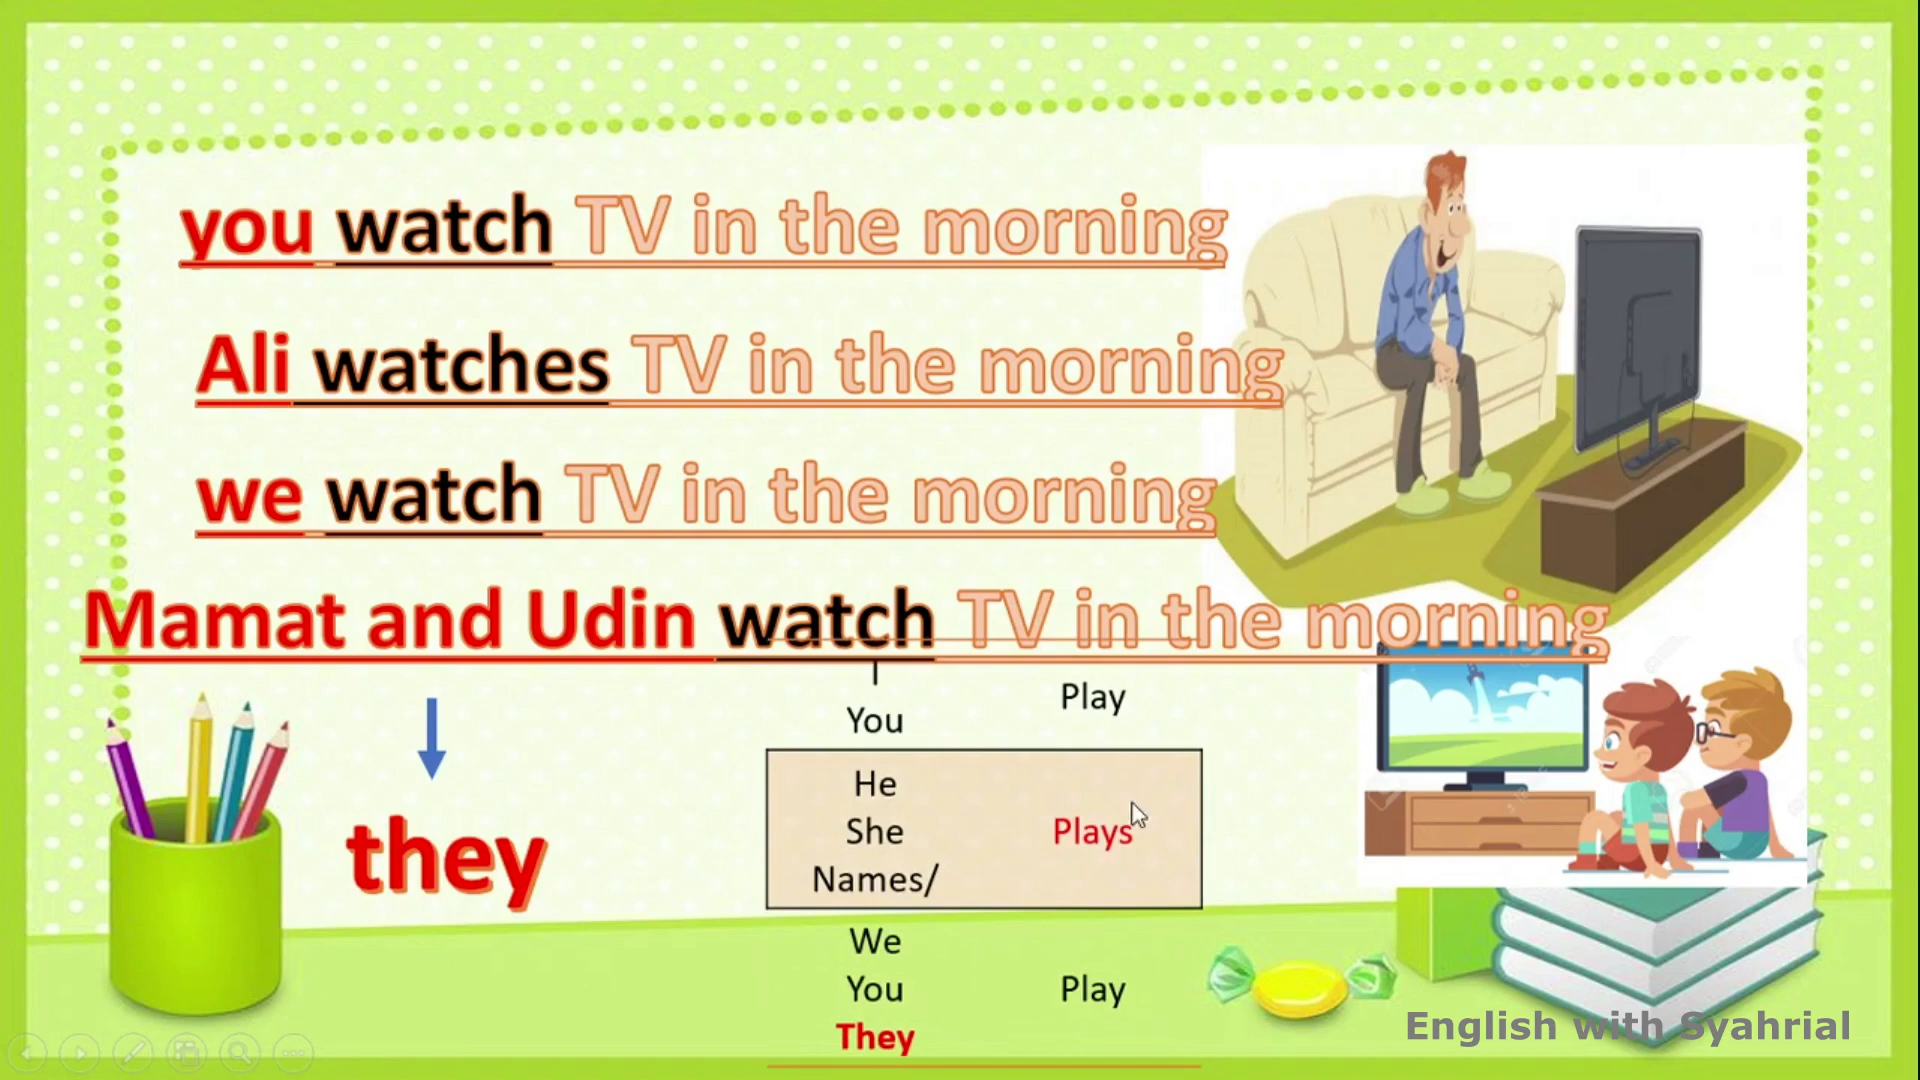 you watch TV in the morning
Ali watches TV in the morning
we watch TV in the morning
Mamat and Udin watch TV in the morning
they
I
You
Play
He
She
Names/
Plays
We
You
They
Play
English with Syahrial